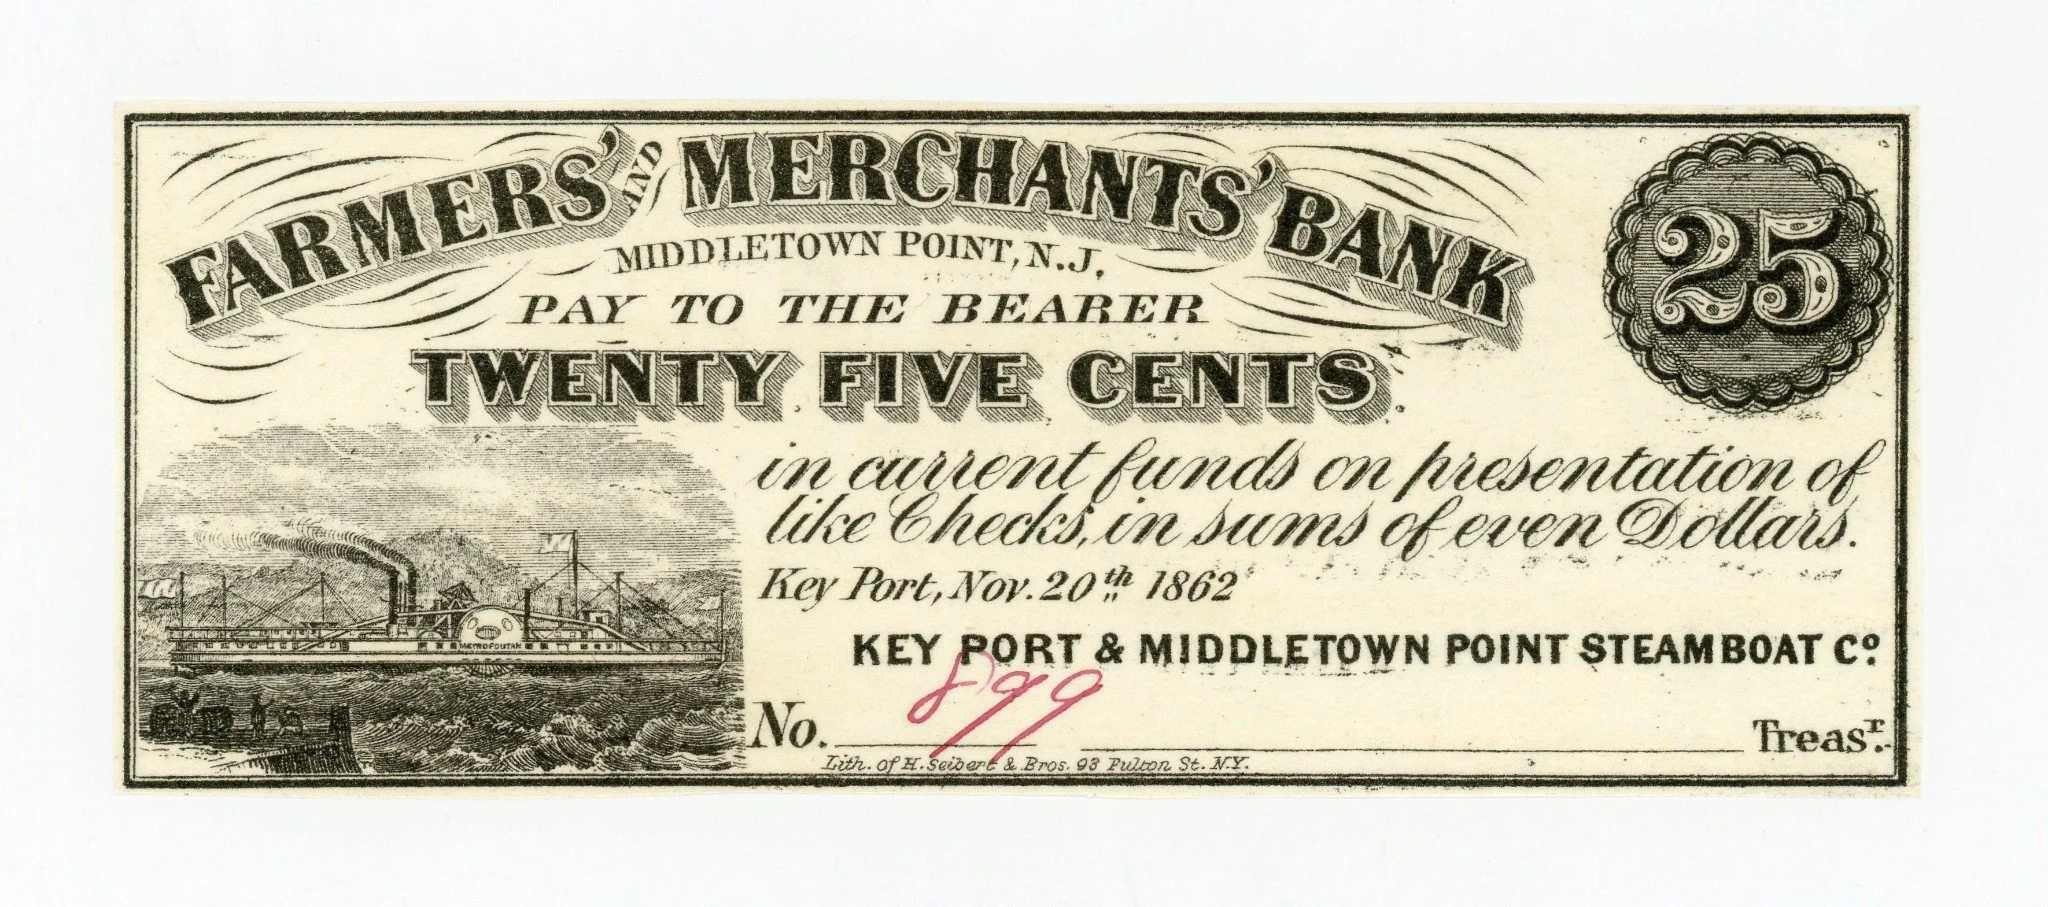 FARMERS' AND MERCHANTS' BANK
25
MIDDLETOWN POINT, N.J.
PAY TO THE BEARER
TWENTY FIVE CENTS
in current funds on presentation of
like Checks, in sums of even Dollars.
Key Port, Nov. 20th 1862
KEY PORT & MIDDLETOWN POINT STEAMBOAT Co.
METROPOLITAN
No. 899 Treasr.
Lith. of H. Seibert & Bros. 93 Fulton St. N.Y.